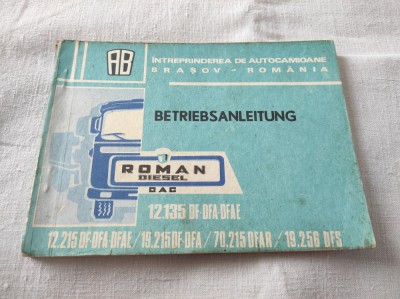 AB
ÎNTREPRINDEREA DE AUTOCAMIOANE
BRAȘOV - ROMÂNIA
BETRIEBSANLEITUNG
ROMAN
DIESEL
DAC
12.135 DF-DFA-DFAE
12.215 DF-DFA-DFAE/19.215 DF-DFA/70.215 DFAR/19.256 DFS